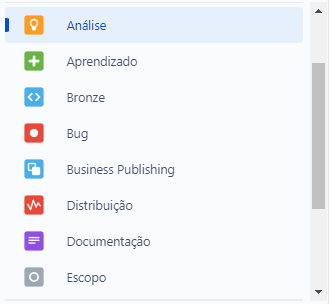 Análise
Aprendizado
Bronze
Bug
Business Publishing
Distribuição
Documentação
Escopo